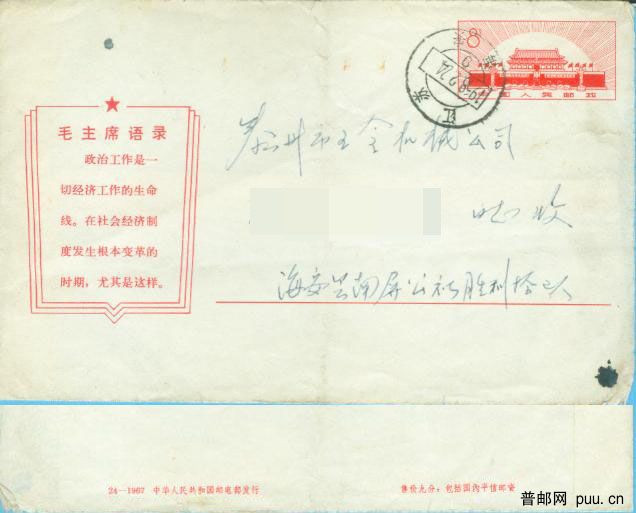 8
中国人民邮政
江苏
毛主席语录
政治工作是一
切经济工作的生命
线。在社会经济制
度发生根本变革的
时期，尤其是这样。
泰州市五金机械公司
收
海安县南屏公社胜利
24—1967 中华人民共和国邮电部发行
售价九分：包括国内平信邮资
普邮网 puu.cn